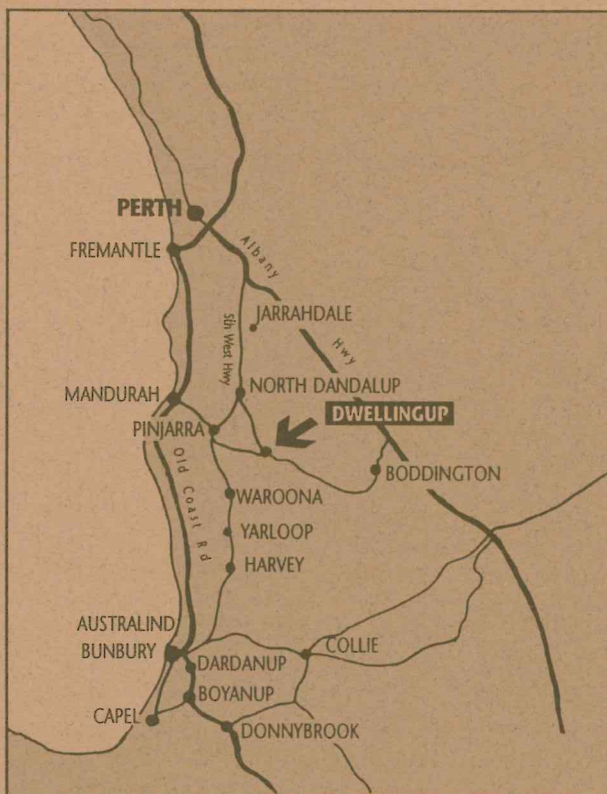 PERTH
FREMANTLE
Albany
Hwy
JARRAHDALE
Sth West Hwy
MANDURAH
NORTH DANDALUP
DWELLINGUP
PINJARRA
Old Coast Rd
BODDINGTON
WAROONA
YARLOOP
HARVEY
AUSTRALIND
BUNBURY
COLLIE
DARDANUP
BOYANUP
CAPEL
DONNYBROOK